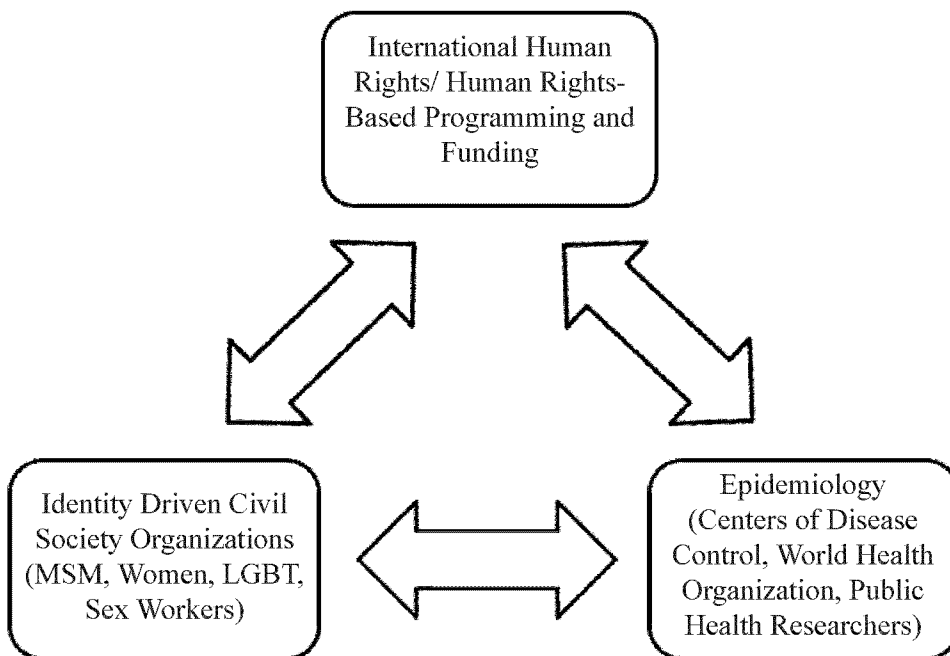 International Human
Rights/ Human Rights-
Based Programming and
Funding
Identity Driven Civil
Society Organizations
(MSM, Women, LGBT,
Sex Workers)
Epidemiology
(Centers of Disease
Control, World Health
Organization, Public
Health Researchers)